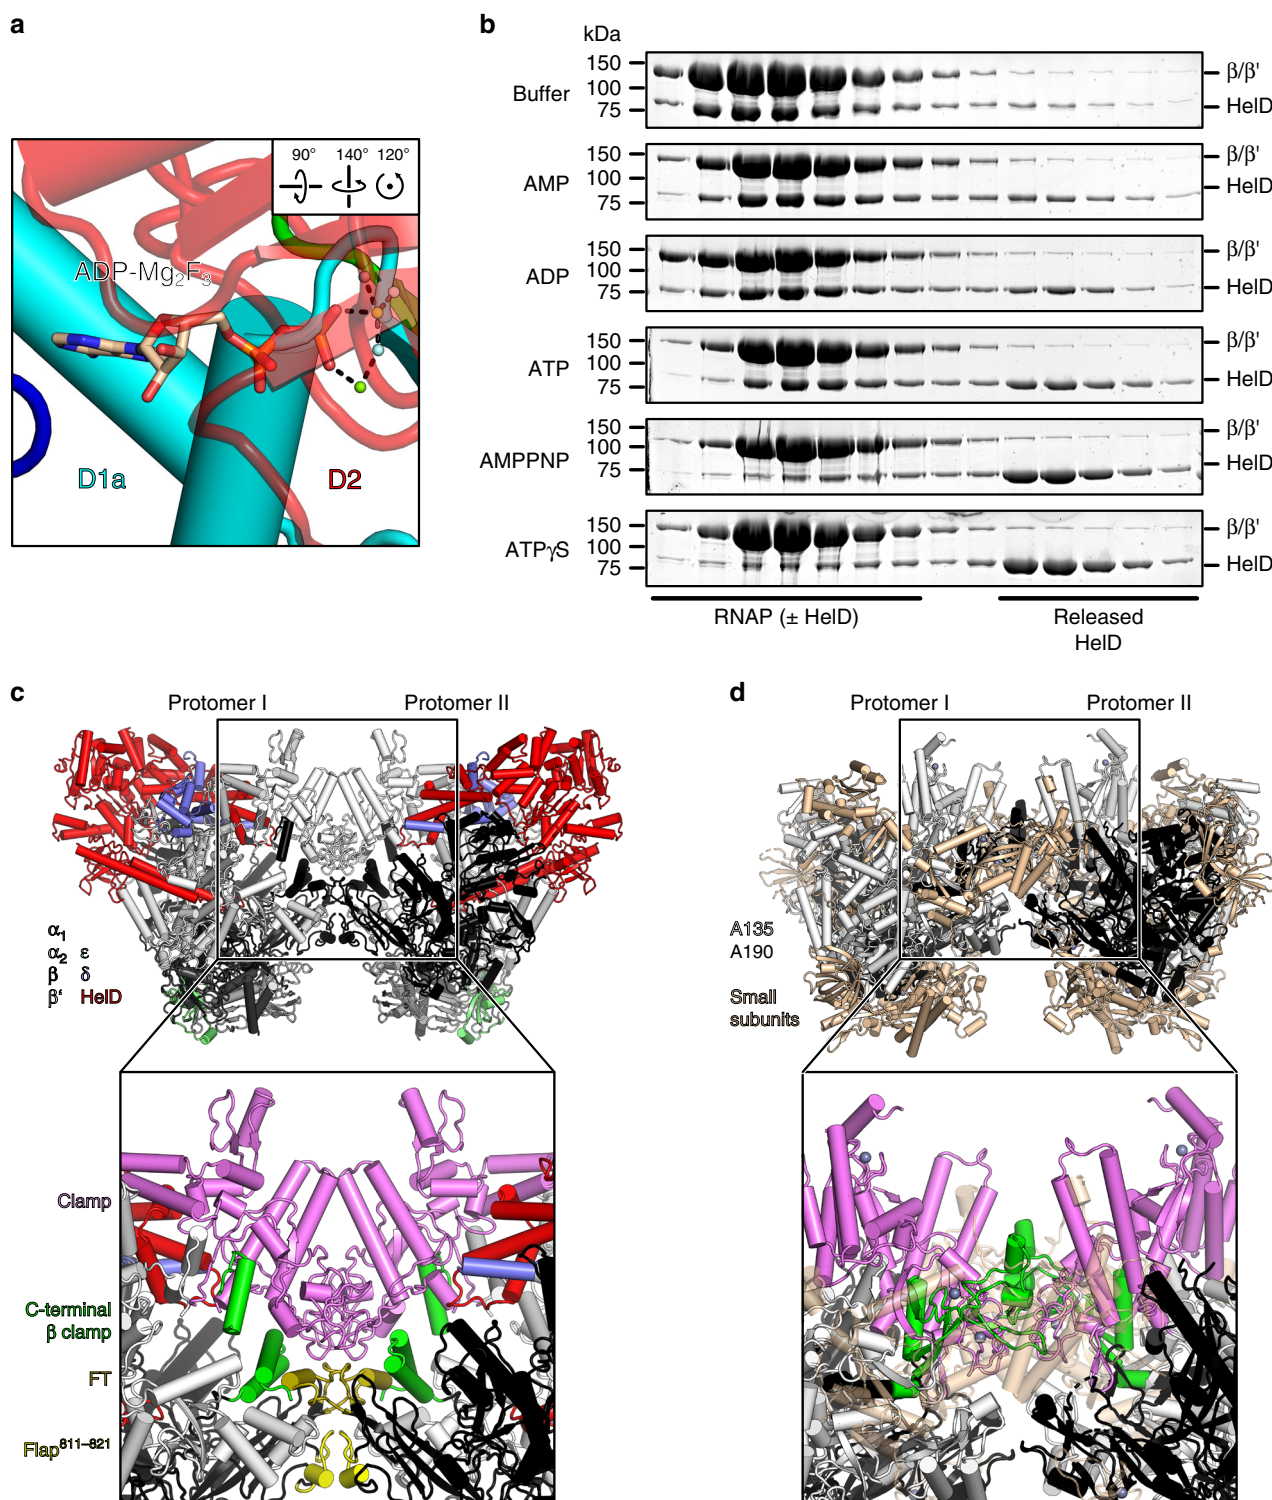 a
90° 140° 120°
ADP-Mg₂F₃
D1a
D2
b
kDa
Buffer
150
100
75
β/β'
HelD
AMP
150
100
75
β/β'
HelD
ADP
150
100
75
β/β'
HelD
ATP
150
100
75
β/β'
HelD
AMPPNP
150
100
75
β/β'
HelD
ATPγS
150
100
75
β/β'
HelD
RNAP (± HelD)
Released
HelD
c
Protomer I
Protomer II
α₁
α₂ ε
β δ
β‘ HelD
Clamp
C-terminal
β clamp
FT
Flap⁸¹¹⁻⁸²¹
d
Protomer I
Protomer II
A135
A190
Small
subunits